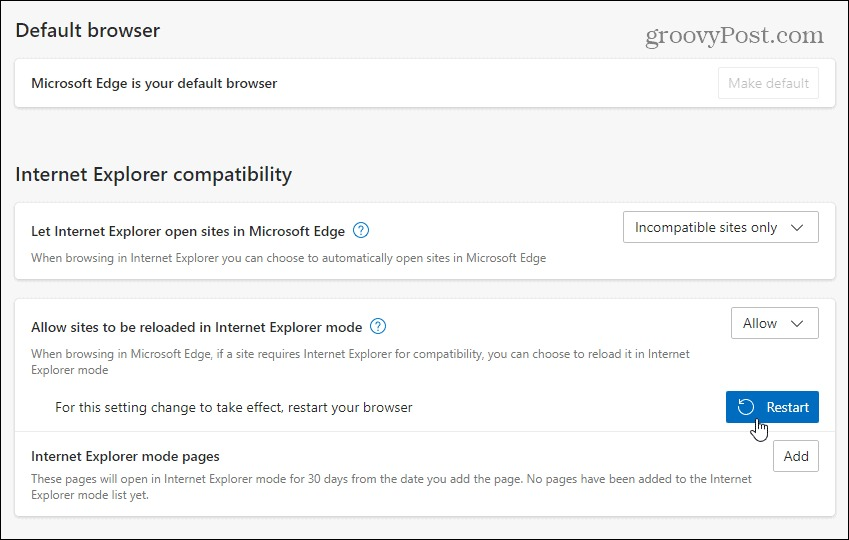 Default browser
groovyPost.com
Microsoft Edge is your default browser
Make default
Internet Explorer compatibility
Let Internet Explorer open sites in Microsoft Edge ?
Incompatible sites only
When browsing in Internet Explorer you can choose to automatically open sites in Microsoft Edge
Allow sites to be reloaded in Internet Explorer mode ?
Allow
When browsing in Microsoft Edge, if a site requires Internet Explorer for compatibility, you can choose to reload it in Internet
Explorer mode
For this setting change to take effect, restart your browser
Restart
Internet Explorer mode pages
Add
These pages will open in Internet Explorer mode for 30 days from the date you add the page. No pages have been added to the Internet
Explorer mode list yet.